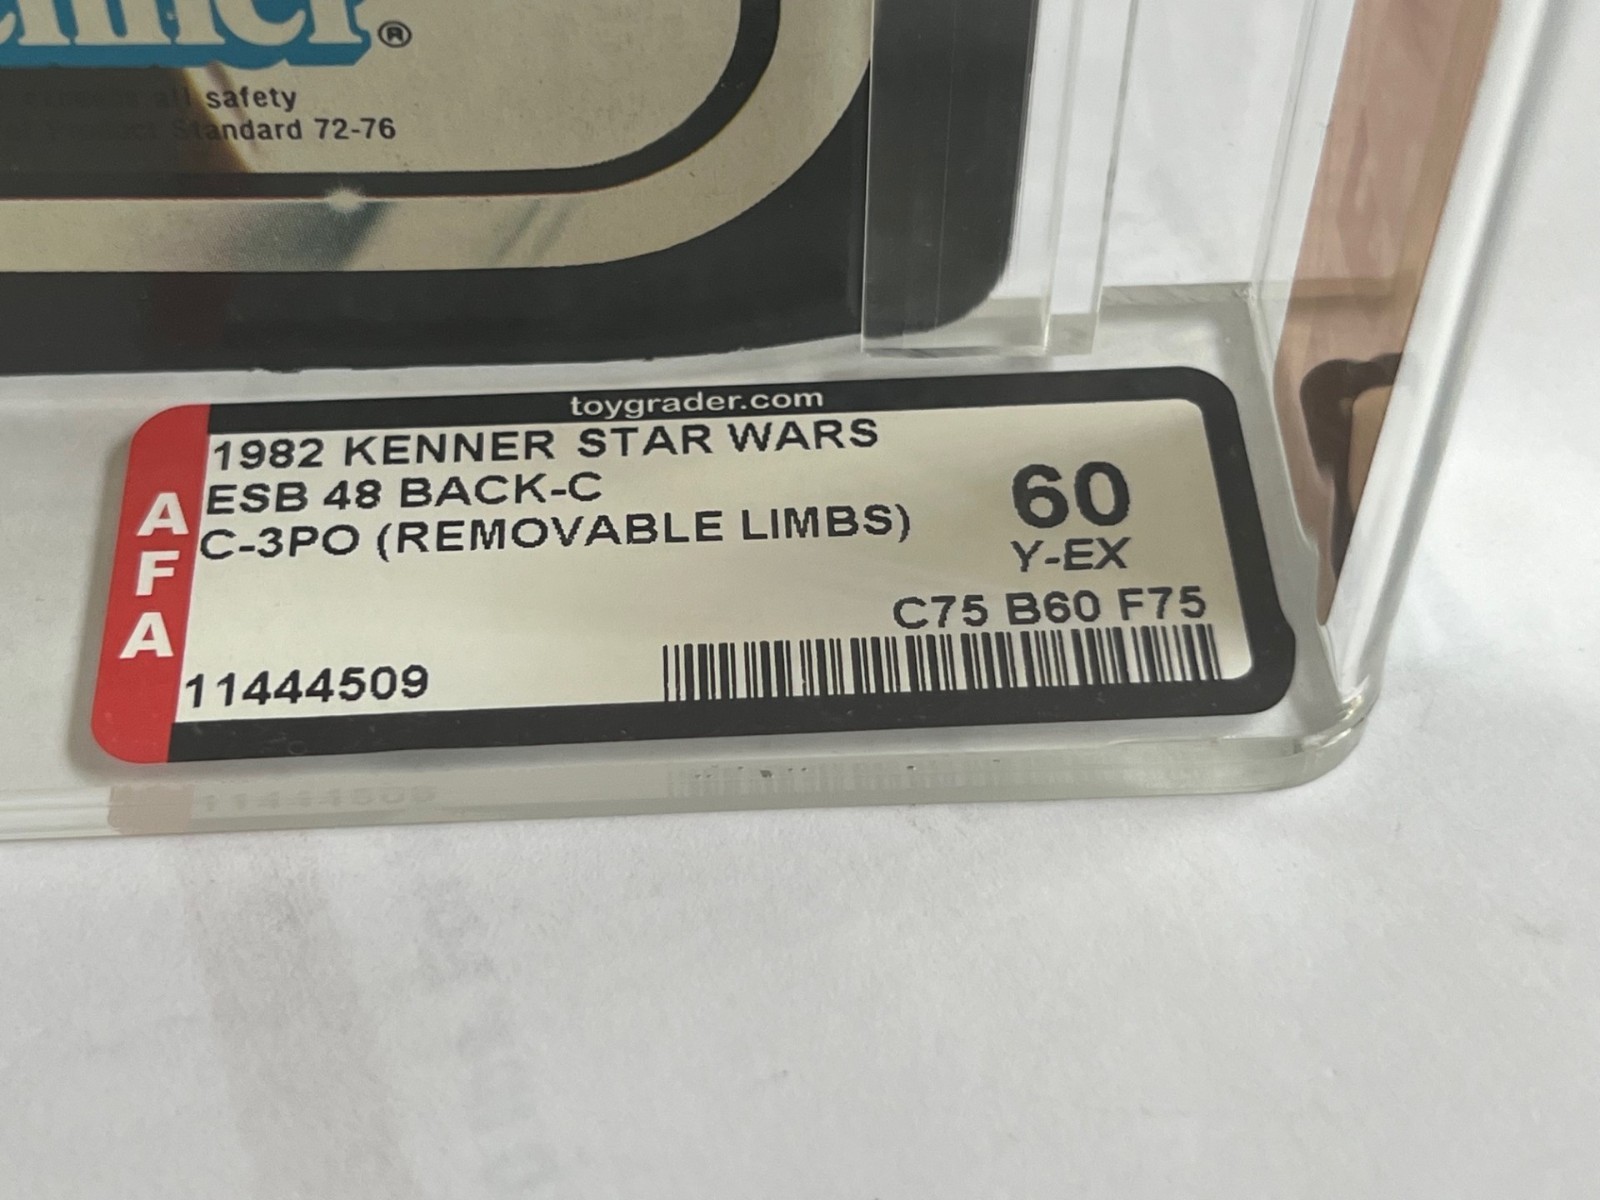 ®
all safety
Standard 72-76
toygrader.com
AFA
1982 KENNER STAR WARS
ESB 48 BACK-C
C-3PO (REMOVABLE LIMBS)
60
Y-EX
C75 B60 F75
11444509